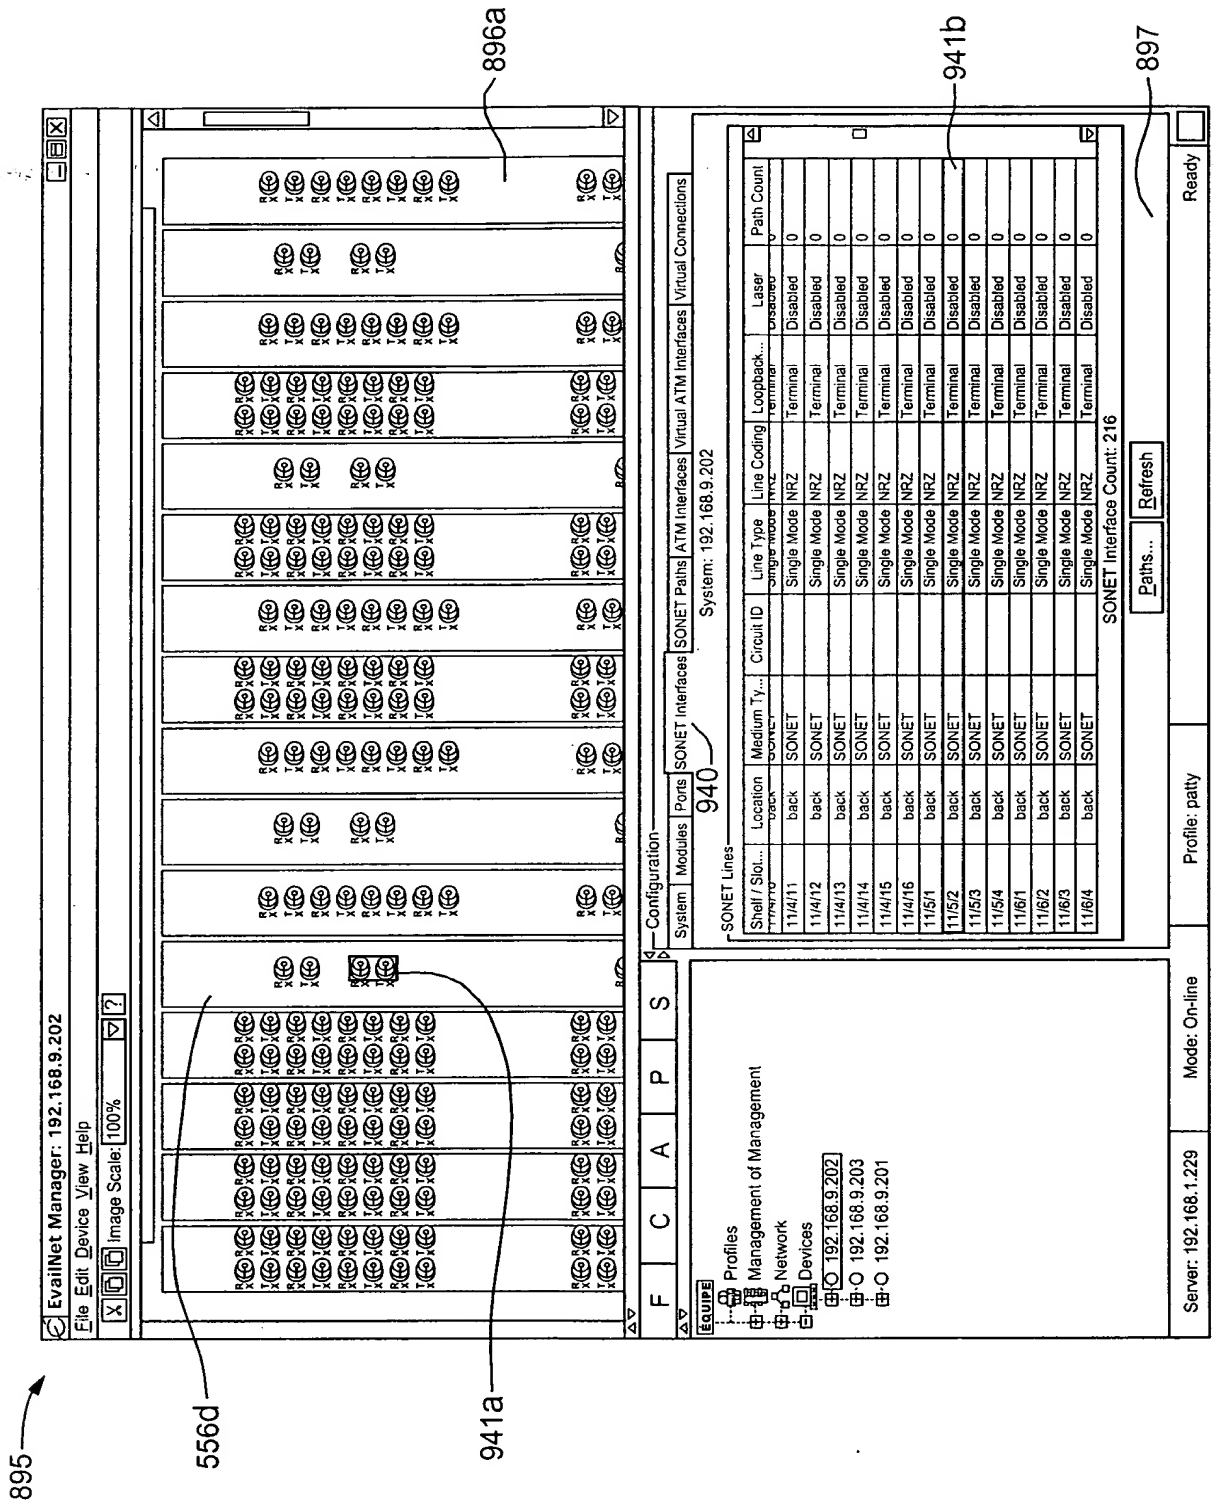 895
EvailNet Manager: 192.168.9.202
File Edit Device View Help
Image Scale: 100% ?
556d
941a
896a
F C A P S
EQUIPE
Profiles
Management of Management
Network
Devices
192.168.9.202
192.168.9.203
192.168.9.201
Configuration
System Modules Ports SONET Interfaces SONET Paths ATM Interfaces Virtual ATM Interfaces Virtual Connections
940
System: 192.168.9.202
SONET Lines
Shelf / Slot... Location Medium Ty... Circuit ID Line Type Line Coding Loopback... Laser Path Count
11/4/11 back SONET Single Mode NRZ Terminal Disabled 0
11/4/12 back SONET Single Mode NRZ Terminal Disabled 0
11/4/13 back SONET Single Mode NRZ Terminal Disabled 0
11/4/14 back SONET Single Mode NRZ Terminal Disabled 0
11/4/15 back SONET Single Mode NRZ Terminal Disabled 0
11/4/16 back SONET Single Mode NRZ Terminal Disabled 0
11/5/1 back SONET Single Mode NRZ Terminal Disabled 0
11/5/2 back SONET Single Mode NRZ Terminal Disabled 0
11/5/3 back SONET Single Mode NRZ Terminal Disabled 0
11/5/4 back SONET Single Mode NRZ Terminal Disabled 0
11/6/1 back SONET Single Mode NRZ Terminal Disabled 0
11/6/2 back SONET Single Mode NRZ Terminal Disabled 0
11/6/3 back SONET Single Mode NRZ Terminal Disabled 0
11/6/4 back SONET Single Mode NRZ Terminal Disabled 0
941b
SONET Interface Count: 216
Paths... Refresh
897
Server: 192.168.1.229 Mode: On-line Profile: patty Ready